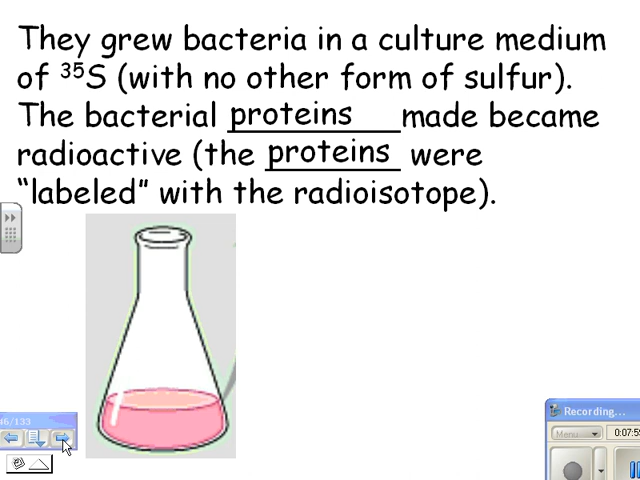 They grew bacteria in a culture medium
of ³⁵S (with no other form of sulfur).
The bacterial proteins made became
radioactive (the proteins were
“labeled” with the radioisotope).
Recording...
Menu